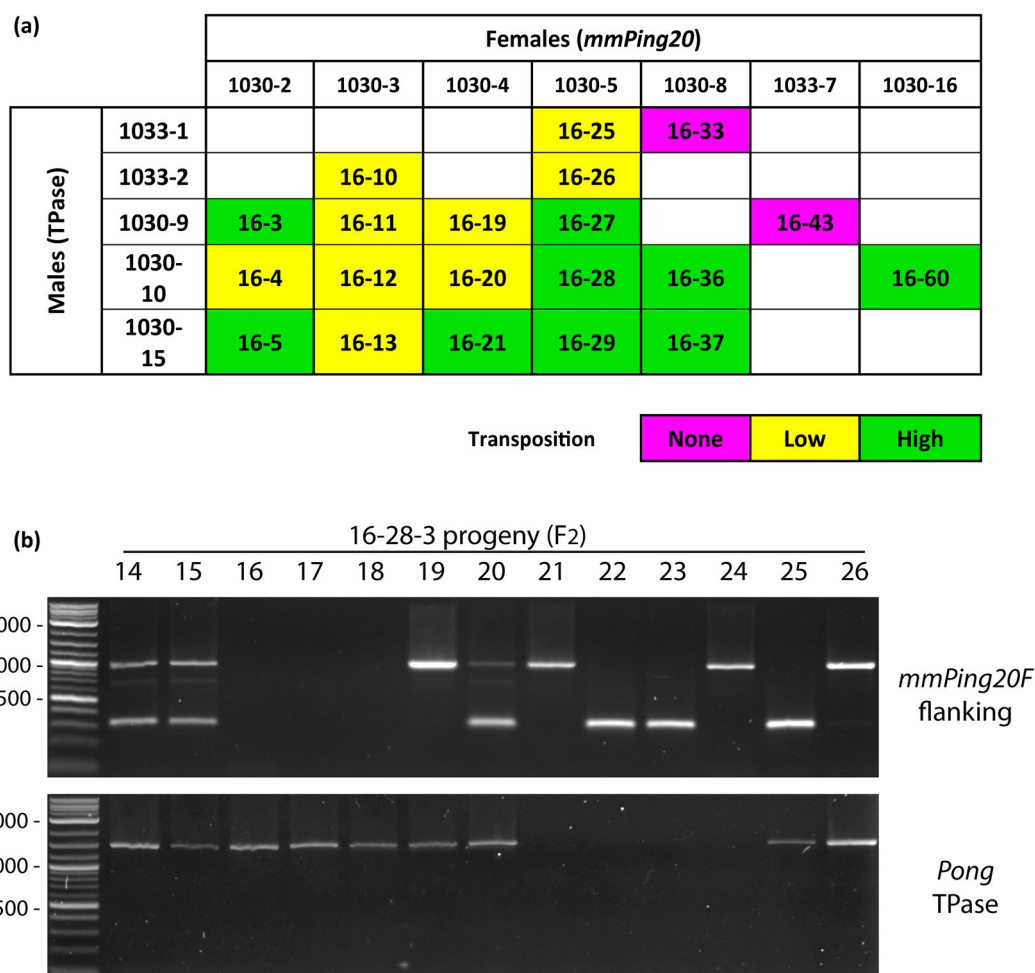 (a)
Females (mmPing20)
1030-2 1030-3 1030-4 1030-5 1030-8 1033-7 1030-16
Males (TPase)
1033-1 16-25 16-33
1033-2 16-10 16-26
1030-9 16-3 16-11 16-19 16-27 16-43
1030-
10 16-4 16-12 16-20 16-28 16-36 16-60
1030-
15 16-5 16-13 16-21 16-29 16-37
Transposition None Low High
(b)
16-28-3 progeny (F2)
14 15 16 17 18 19 20 21 22 23 24 25 26
000 -
000 -
500 -
mmPing20F
flanking
000 -
000 -
500 -
Pong
TPase